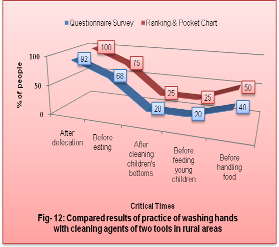 Questionnaire Survey Ranking & Pocket Chart
% of people
100
50
0
92 68 20 20 40
100 75 25 25 50
After defecation
Before eating
After cleaning children's bottoms
Before feeding young children
Before handling food
Critical Times
Fig- 12: Compared results of practice of washing hands
with cleaning agents of two tools in rural areas